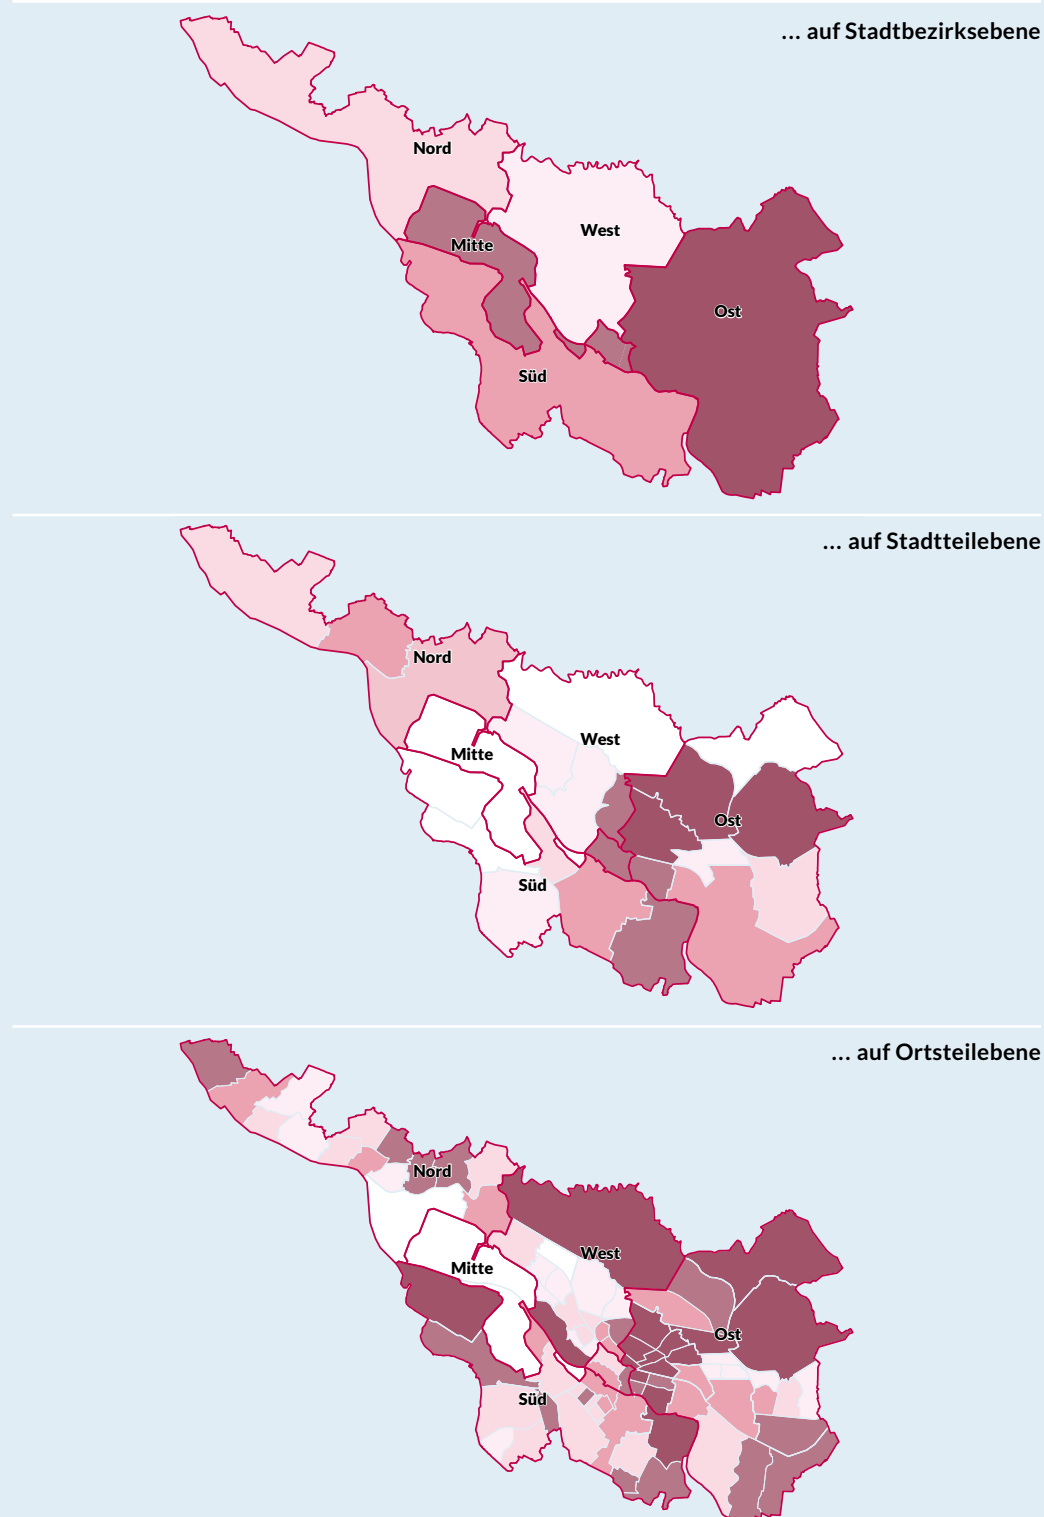 ... auf Stadtbezirksebene
Nord
West
Mitte
Ost
Süd
... auf Stadtteilebene
Nord
West
Mitte
Ost
Süd
... auf Ortsteilebene
Nord
West
Mitte
Ost
Süd